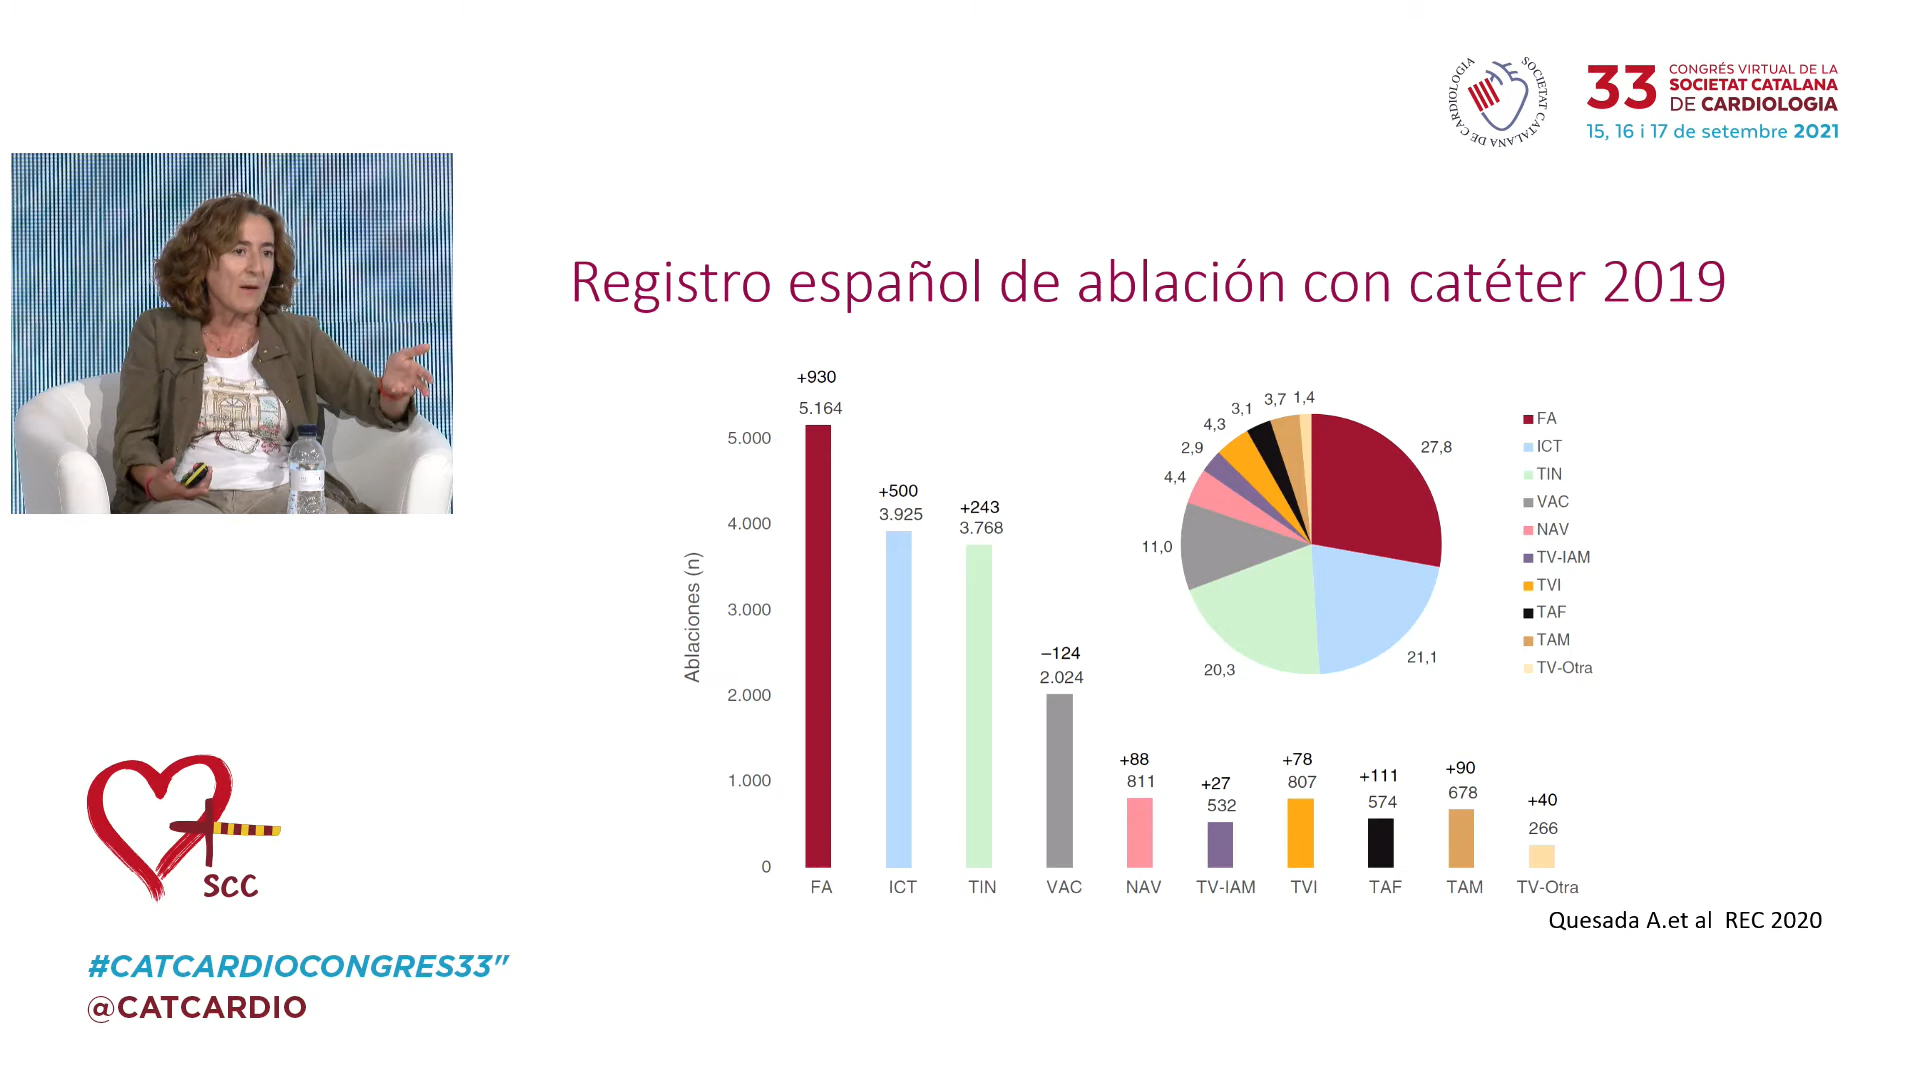 SOCIETAT CATALANA DE CARDIOLOGIA
33
CONGRÉS VIRTUAL DE LA
SOCIETAT CATALANA
DE CARDIOLOGIA
15, 16 i 17 de setembre 2021
Registro español de ablación con catéter 2019
Ablaciones (n)
5.000
4.000
3.000
2.000
1.000
0
+930
5.164
+500
3.925
+243
3.768
−124
2.024
+88
811
+27
532
+78
807
+111
574
+90
678
+40
266
FA
ICT
TIN
VAC
NAV
TV-IAM
TVI
TAF
TAM
TV-Otra
27,8
21,1
20,3
11,0
4,4
2,9
4,3
3,1
3,7
1,4
FA
ICT
TIN
VAC
NAV
TV-IAM
TVI
TAF
TAM
TV-Otra
Quesada A.et al REC 2020
SCC
#CATCARDIOCONGRES33"
@CATCARDIO